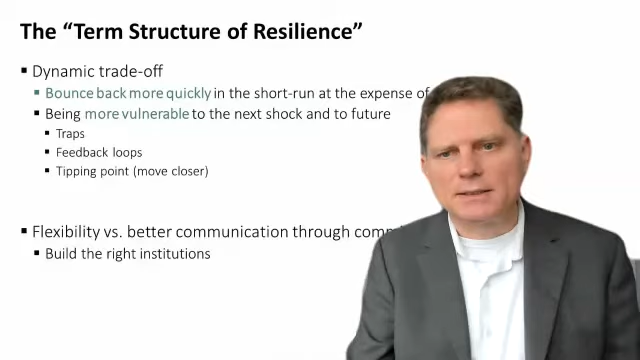 The “Term Structure of Resilience”
Dynamic trade-off
Bounce back more quickly in the short-run at the expense of
Being more vulnerable to the next shock and to future
Traps
Feedback loops
Tipping point (move closer)
Flexibility vs. better communication through
Build the right institutions